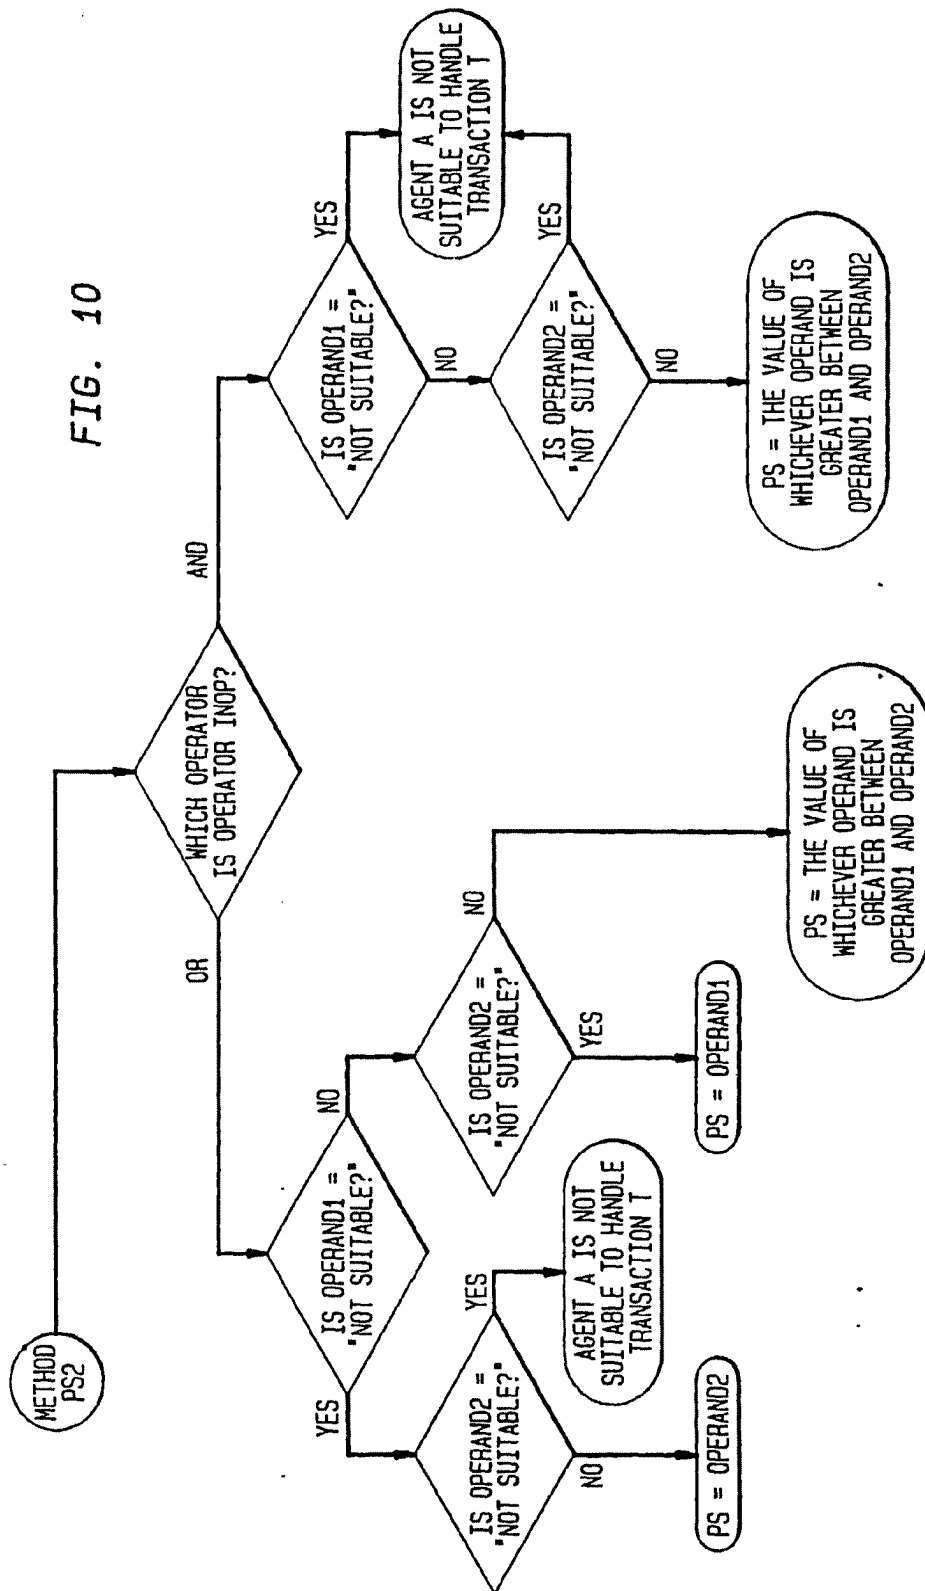 FIG. 10
METHOD
PS2
WHICH OPERATOR
IS OPERATOR INOP?
OR
AND
IS OPERAND1 =
"NOT SUITABLE?"
YES
NO
IS OPERAND2 =
"NOT SUITABLE?"
YES
NO
AGENT A IS NOT
SUITABLE TO HANDLE
TRANSACTION T
PS = OPERAND2
IS OPERAND2 =
"NOT SUITABLE?"
NO
YES
PS = OPERAND1
PS = THE VALUE OF
WHICHEVER OPERAND IS
GREATER BETWEEN
OPERAND1 AND OPERAND2
IS OPERAND1 =
"NOT SUITABLE?"
YES
NO
AGENT A IS NOT
SUITABLE TO HANDLE
TRANSACTION T
IS OPERAND2 =
"NOT SUITABLE?"
YES
NO
PS = THE VALUE OF
WHICHEVER OPERAND IS
GREATER BETWEEN
OPERAND1 AND OPERAND2